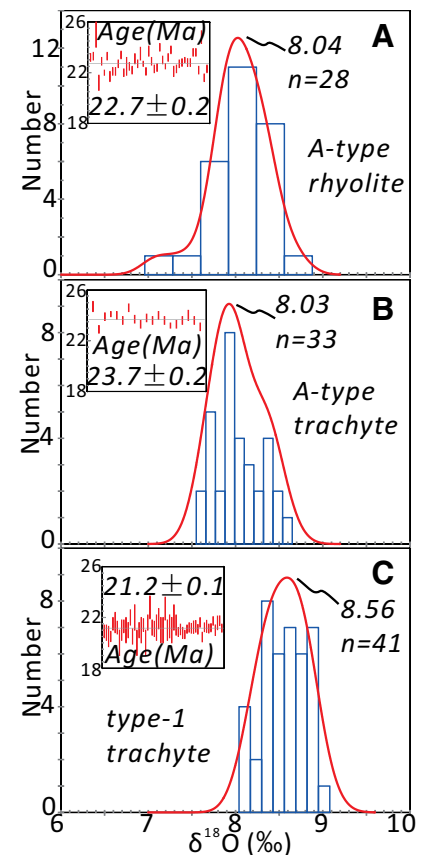 A
26
Age(Ma)
22
22.7±0.2
18
8.04
n=28
A-type
rhyolite
Number
12
8
4
0
B
26
22
Age(Ma)
23.7±0.2
18
8.03
n=33
A-type
trachyte
Number
8
4
0
C
26
21.2±0.1
22
Age(Ma)
18
8.56
n=41
type-1
trachyte
Number
8
4
0
6 7 8 9 10
δ¹⁸O (‰)